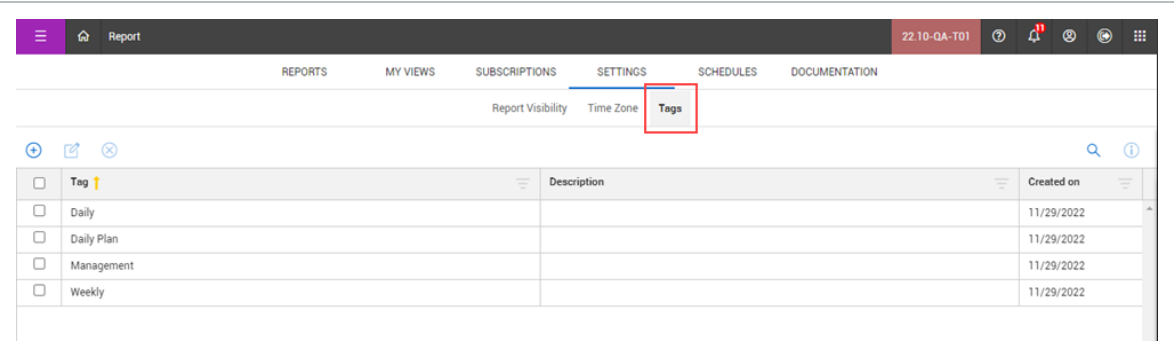 Report 22.10-QA-T01 11
REPORTS MY VIEWS SUBSCRIPTIONS SETTINGS SCHEDULES DOCUMENTATION
Report Visibility Time Zone Tags
Tag Description Created on
Daily 11/29/2022
Daily Plan 11/29/2022
Management 11/29/2022
Weekly 11/29/2022